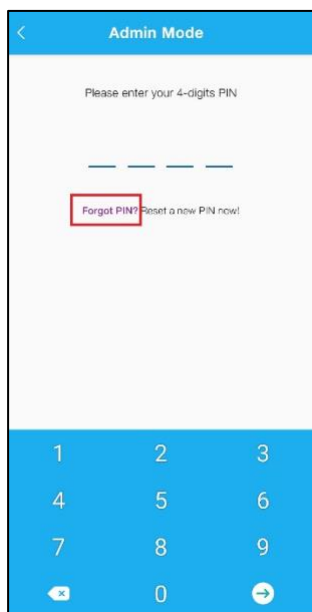 Admin Mode
Please enter your 4-digits PIN
Forgot PIN? Reset a new PIN now!
1 2 3
4 5 6
7 8 9
0